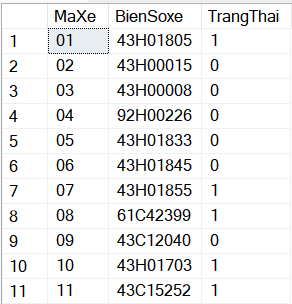 MaXe BienSoxe TrangThai
1 01 43H01805 1
2 02 43H00015 0
3 03 43H00008 0
4 04 92H00226 0
5 05 43H01833 0
6 06 43H01845 0
7 07 43H01855 1
8 08 61C42399 1
9 09 43C12040 0
10 10 43H01703 1
11 11 43C15252 1